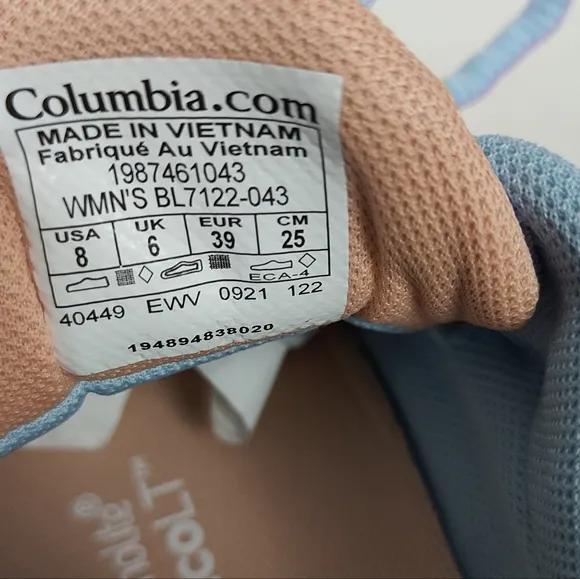 Columbia.com
MADE IN VIETNAM
Fabriqué Au Vietnam
1987461043
WMN'S BL7122-043
USA UK EUR CM
8 6 39 25
ECA-4
40449 EWV 0921 122
194894838020